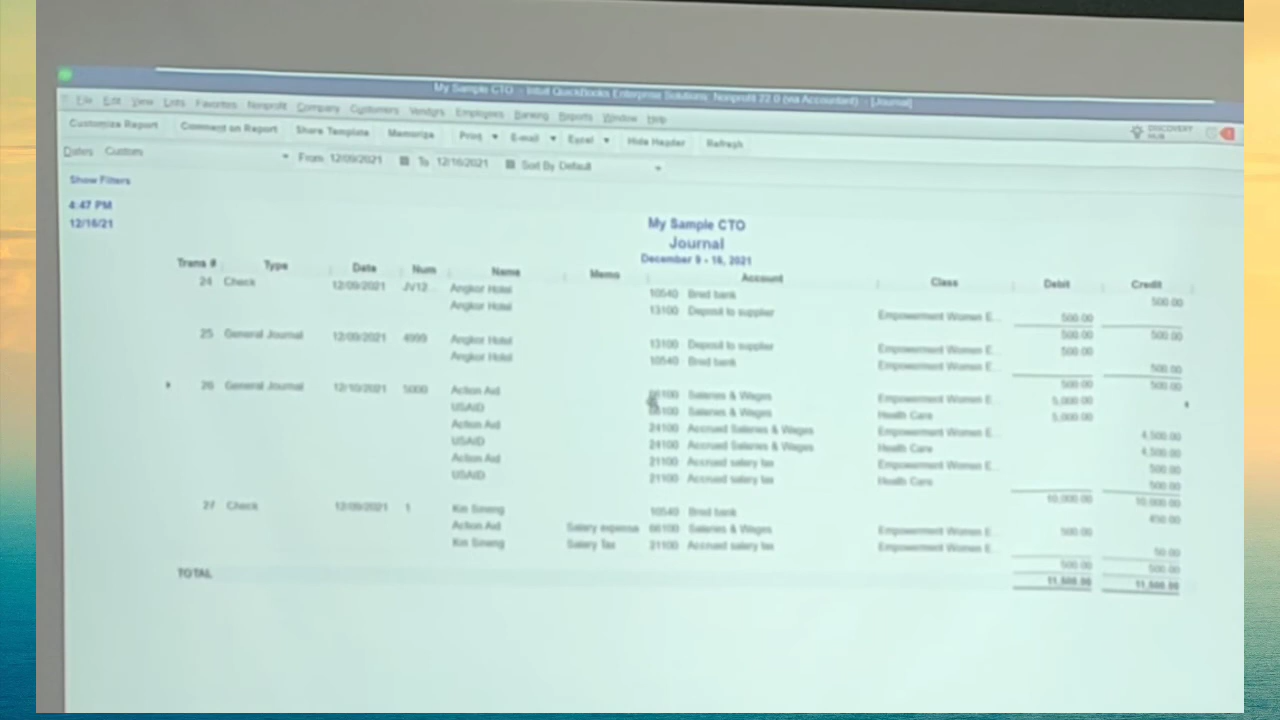 My Sample CTO - Intuit QuickBooks Enterprise Solutions: Nonprofit 22.0 (via Accountant) - [Journal]
File Edit View Lists Favorites Nonprofit Company Customers Vendors Employees Banking Reports Window Help
Customize Report Comment on Report Share Template Memorize Print E-mail Excel Hide Header Refresh
DISCOVERY HUB
Dates Custom From 12/09/2021 To 12/16/2021 Sort By Default
Show Filters
4:47 PM
12/16/21
My Sample CTO
Journal
December 9 - 16, 2021
Trans # Type Date Num Name Memo Account Class Debit Credit
24 Check 12/09/2021 JV12... Angkor Hotel 10540 Bred bank 500.00
Angkor Hotel 13100 Deposit to supplier Empowerment Women E... 500.00
500.00 500.00
25 General Journal 12/09/2021 4999 Angkor Hotel 13100 Deposit to supplier Empowerment Women E... 500.00
Angkor Hotel 10540 Bred bank Empowerment Women E... 500.00
500.00 500.00
26 General Journal 12/10/2021 5000 Action Aid 66100 Salaries & Wages Empowerment Women E... 5,000.00
USAID 66100 Salaries & Wages Health Care 5,000.00
Action Aid 24100 Accrued Salaries & Wages Empowerment Women E... 4,500.00
USAID 24100 Accrued Salaries & Wages Health Care 4,500.00
Action Aid 21100 Accrued salary tax Empowerment Women E... 500.00
USAID 21100 Accrued salary tax Health Care 500.00
10,000.00 10,000.00
27 Check 12/09/2021 1 Kin 10540 Bred bank 450.00
Action Aid Salary expense 66100 Salaries & Wages Empowerment Women E... 500.00
Kin Salary Tax 21100 Accrued salary tax Empowerment Women E... 50.00
500.00 500.00
TOTAL 11,500.00 11,500.00